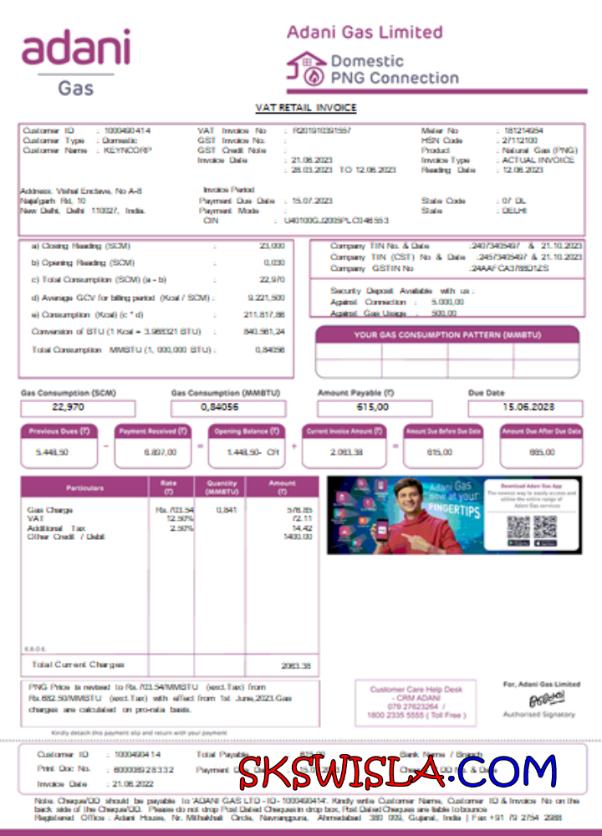 adani
Gas
Adani Gas Limited
Domestic
PNG Connection
VAT RETAIL INVOICE
Customer ID : 1000490414
Customer Type : Domestic
Customer Name : KEYNCORP
VAT Invoice No : R201910391557
GST Invoice No. :
GST Credit Note :
Invoice Date : 21.06.2023
: 28.03.2023 TO 12.06.2023
Meter No : 181214954
HSN Code : 27112100
Product : Natural Gas (PNG)
Invoice Type : ACTUAL INVOICE
Reading Date : 12.06.2023
Address: Vishal Enclave, No A-8
Najafgarh Rd, 10
New Delhi, Delhi 110027, India.
Invoice Period
Payment Due Date : 15.07.2023
Payment Mode :
CIN : U40100GJ2005PLC046553
State Code : 07 DL
State : DELHI
a) Closing Reading (SCM) : 23,000
b) Opening Reading (SCM) : 0,030
c) Total Consumption (SCM) (a - b) : 22,970
d) Average GCV for billing period (Kcal / SCM) : 9.221,500
e) Consumption (Kcal) (c * d) : 211.817,86
Conversion of BTU (1 Kcal = 3.968321 BTU) : 840.561,24
Total Consumption MMBTU (1, 000,000 BTU) : 0,84056
Company TIN No. & Date :24073405497 & 21.10.2023
Company TIN (CST) No & Date :24573405497 & 21.10.2023
Company GSTIN No :24AAFCA3788D1ZS
Security Deposit Available with us :
Against Connection : 5.000,00
Against Gas Usage : 500,00
YOUR GAS CONSUMPTION PATTERN (MMBTU)
Gas Consumption (SCM)
22,970
Gas Consumption (MMBTU)
0,84056
Amount Payable (₹)
615,00
Due Date
15.06.2023
Previous Dues (₹)
5.448,50
-
Payment Received (₹)
6.897,00
=
Opening Balance (₹)
1.448,50- CR
+
Current Invoice Amount (₹)
2.063,38
=
Amount Due Before Due Date
615,00
Amount Due After Due Date
665,00
Particulars Rate (₹) Quantity (MMBTU) Amount (₹)
Gas Charge Rs. 703.54 0,841 576,85
VAT 12.50% 72.11
Additional Tax 2.50% 14,42
Other Credit / Debit 1400.00
E.& O.E.
Total Current Charges 2063.38
Adani Gas
now at your
FINGERTIPS
Download Adani Gas App
The newest way to easily access and
utilise the entire range of
Adani Gas services
PNG Price is revised to Rs.703.54/MMBTU (excl.Tax) from
Rs.682.50/MMBTU (excl.Tax) with effect from 1st June,2023.Gas
charges are calculated on pro-rata basis.
Customer Care Help Desk
- CRM ADANI
079 27623264 /
1800 2335 5555 ( Toll Free )
For, Adani Gas Limited
Authorised Signatory
Kindly detach this payment slip and return with your payment
Customer ID : 1000490414
Print Doc No. : 600008928332
Invoice Date : 21.06.2022
Total Payable
Bank Name / Branch
SKSWISLA.COM
Note: Cheque/DD should be payable to 'ADANI GAS LTD - ID - 1000490414'. Kindly write Customer Name, Customer ID & Invoice No on the
back side of the Cheque/DD. Please do not drop Post Dated Cheques in drop box, Post Dated Cheques are liable to bounce
Registered Office : Adani House, Nr. Mithakhali Circle, Navrangpura, Ahmedabad 380 009, Gujarat, India | Fax +91 79 2754 2988